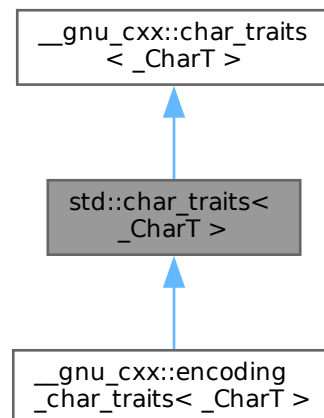 __gnu_cxx::char_traits
< _CharT >
std::char_traits<
_CharT >
__gnu_cxx::encoding
_char_traits< _CharT >